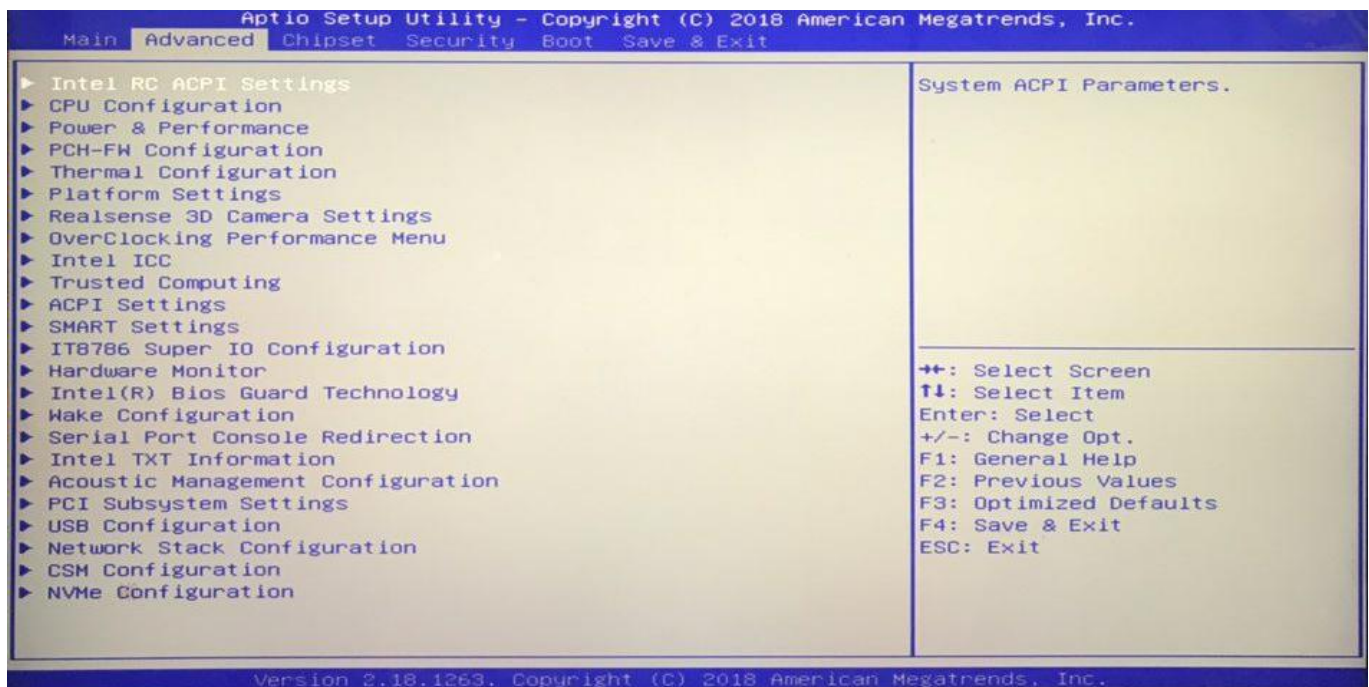 Aptio Setup Utility - Copyright (C) 2018 American Megatrends, Inc.
Main Advanced Chipset Security Boot Save & Exit
▶ Intel RC ACPI Settings
▶ CPU Configuration
▶ Power & Performance
▶ PCH-FW Configuration
▶ Thermal Configuration
▶ Platform Settings
▶ Realsense 3D Camera Settings
▶ OverClocking Performance Menu
▶ Intel ICC
▶ Trusted Computing
▶ ACPI Settings
▶ SMART Settings
▶ IT8786 Super IO Configuration
▶ Hardware Monitor
▶ Intel(R) Bios Guard Technology
▶ Wake Configuration
▶ Serial Port Console Redirection
▶ Intel TXT Information
▶ Acoustic Management Configuration
▶ PCI Subsystem Settings
▶ USB Configuration
▶ Network Stack Configuration
▶ CSM Configuration
▶ NVMe Configuration
System ACPI Parameters.
→←: Select Screen
↑↓: Select Item
Enter: Select
+/-: Change Opt.
F1: General Help
F2: Previous Values
F3: Optimized Defaults
F4: Save & Exit
ESC: Exit
Version 2.18.1263. Copyright (C) 2018 American Megatrends, Inc.